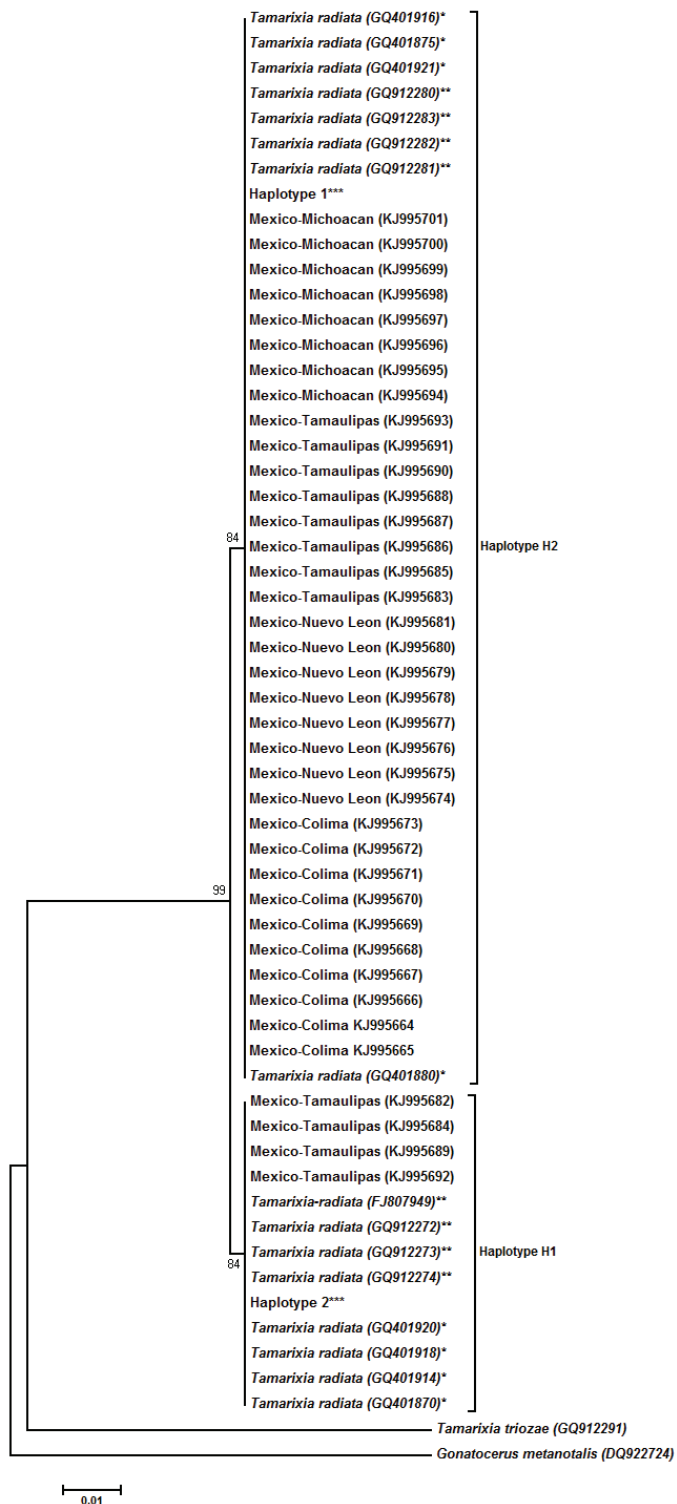 Tamarixia radiata (GQ401916)*
Tamarixia radiata (GQ401875)*
Tamarixia radiata (GQ401921)*
Tamarixia radiata (GQ912280)**
Tamarixia radiata (GQ912283)**
Tamarixia radiata (GQ912282)**
Tamarixia radiata (GQ912281)**
Haplotype 1***
Mexico-Michoacan (KJ995701)
Mexico-Michoacan (KJ995700)
Mexico-Michoacan (KJ995699)
Mexico-Michoacan (KJ995698)
Mexico-Michoacan (KJ995697)
Mexico-Michoacan (KJ995696)
Mexico-Michoacan (KJ995695)
Mexico-Michoacan (KJ995694)
Mexico-Tamaulipas (KJ995693)
Mexico-Tamaulipas (KJ995691)
Mexico-Tamaulipas (KJ995690)
Mexico-Tamaulipas (KJ995688)
Mexico-Tamaulipas (KJ995687)
84
Mexico-Tamaulipas (KJ995686)
Haplotype H2
Mexico-Tamaulipas (KJ995685)
Mexico-Tamaulipas (KJ995683)
Mexico-Nuevo Leon (KJ995681)
Mexico-Nuevo Leon (KJ995680)
Mexico-Nuevo Leon (KJ995679)
Mexico-Nuevo Leon (KJ995678)
Mexico-Nuevo Leon (KJ995677)
Mexico-Nuevo Leon (KJ995676)
Mexico-Nuevo Leon (KJ995675)
Mexico-Nuevo Leon (KJ995674)
Mexico-Colima (KJ995673)
Mexico-Colima (KJ995672)
Mexico-Colima (KJ995671)
99
Mexico-Colima (KJ995670)
Mexico-Colima (KJ995669)
Mexico-Colima (KJ995668)
Mexico-Colima (KJ995667)
Mexico-Colima (KJ995666)
Mexico-Colima KJ995664
Mexico-Colima KJ995665
Tamarixia radiata (GQ401880)*
Mexico-Tamaulipas (KJ995682)
Mexico-Tamaulipas (KJ995684)
Mexico-Tamaulipas (KJ995689)
Mexico-Tamaulipas (KJ995692)
Tamarixia-radiata (FJ807949)**
Tamarixia radiata (GQ912272)**
Tamarixia radiata (GQ912273)**
Haplotype H1
84
Tamarixia radiata (GQ912274)**
Haplotype 2***
Tamarixia radiata (GQ401920)*
Tamarixia radiata (GQ401918)*
Tamarixia radiata (GQ401914)*
Tamarixia radiata (GQ401870)*
Tamarixia triozae (GQ912291)
Gonatocerus metanotalis (DQ922724)
0.01